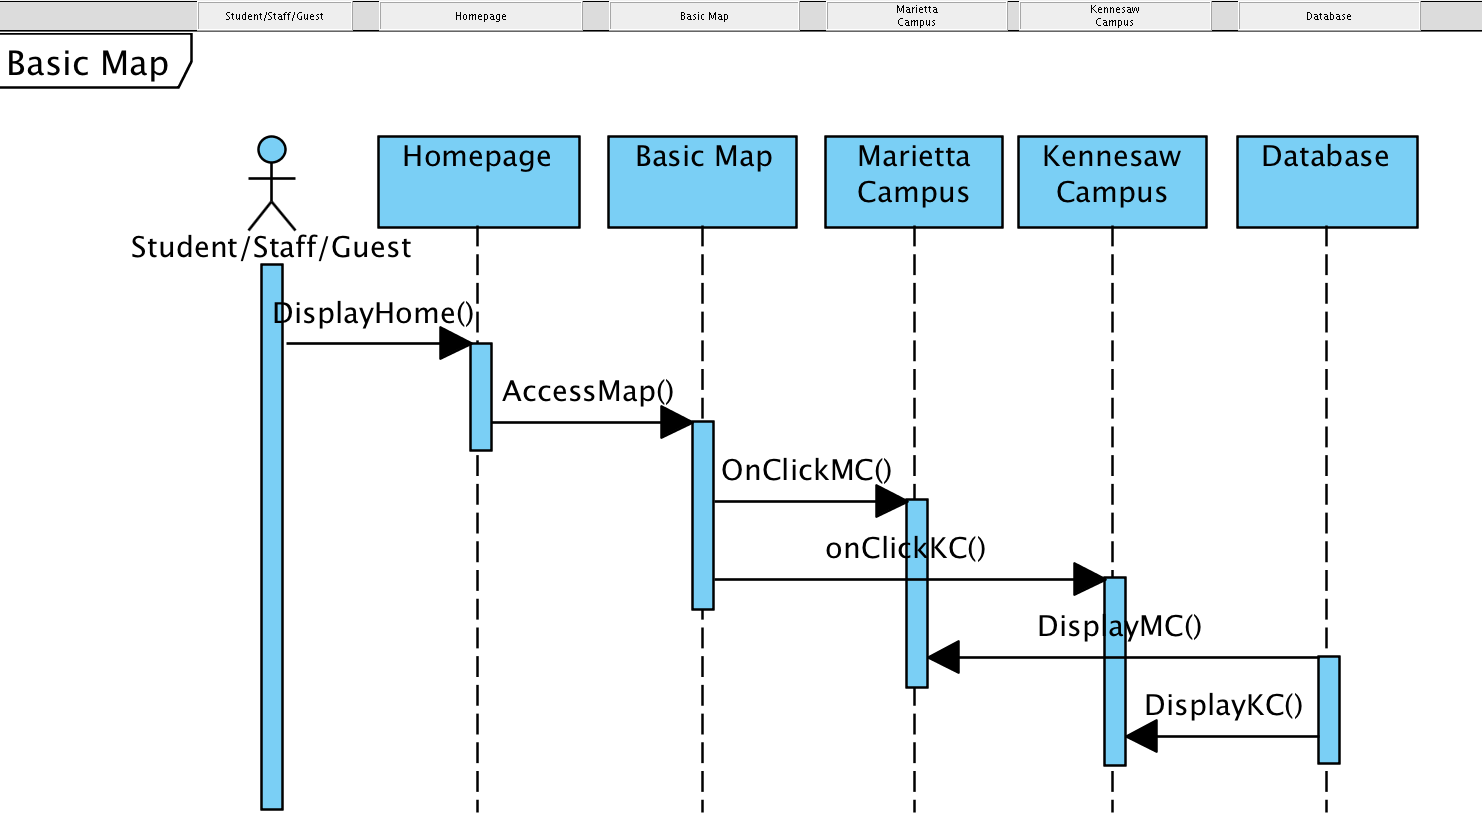 Student/Staff/Guest
Homepage
Basic Map
Marietta
Campus
Kennesaw
Campus
Database
Basic Map
Homepage
Basic Map
Marietta
Campus
Kennesaw
Campus
Database
Student/Staff/Guest
DisplayHome()
AccessMap()
OnClickMC()
onClickKC()
DisplayMC()
DisplayKC()